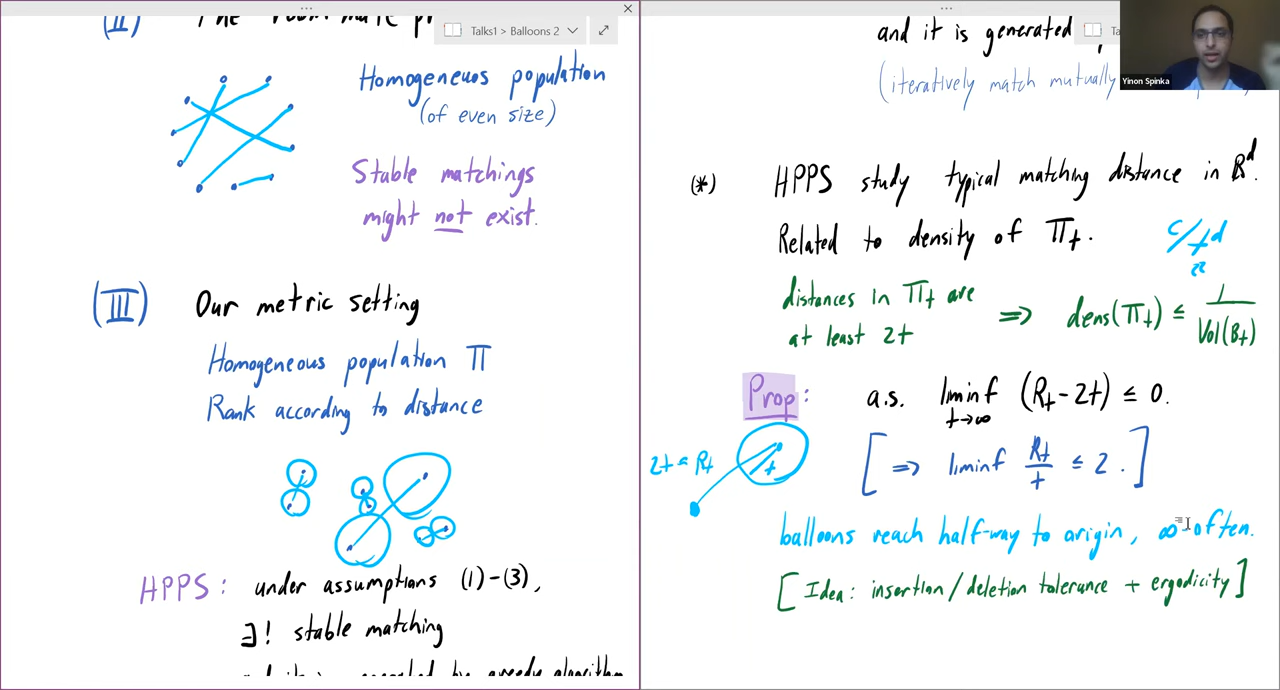 (II)
Talks1 > Balloons 2
Homogeneous population
(of even size)
Stable matchings
might not exist.
(III) Our metric setting
Homogeneous population Π
Rank according to distance
HPPS: under assumptions (1)-(3),
∃! stable matching
and it is generated
(iteratively match mutually
Yinon Spinka
(*) HPPS study typical matching distance in ℝᵈ.
Related to density of Π_t. c/t^d
distances in Π_t are
at least 2t ⟹ dens(Π_t) ≤ 1/Vol(B_t)
Prop: a.s. liminf_{t→∞} (R_t - 2t) ≤ 0.
2t ≤ R_t
t
[⟹ liminf R_t/t ≤ 2.]
balloons reach half-way to origin, ∞-often.
[Idea: insertion/deletion tolerance + ergodicity]